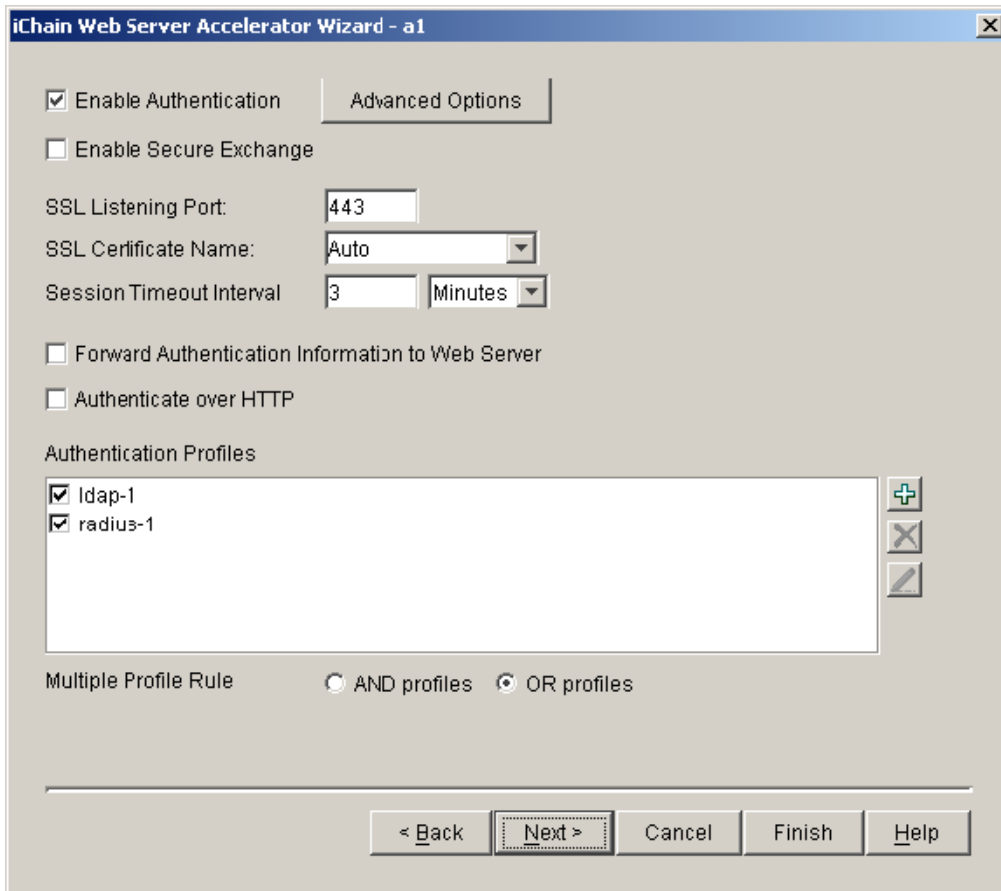 iChain Web Server Accelerator Wizard - a1
Enable Authentication Advanced Options
Enable Secure Exchange
SSL Listening Port: 443
SSL Certificate Name: Auto
Session Timeout Interval 3 Minutes
Forward Authentication Information to Web Server
Authenticate over HTTP
Authentication Profiles
ldap-1
radius-1
Multiple Profile Rule AND profiles OR profiles
< Back Next > Cancel Finish Help